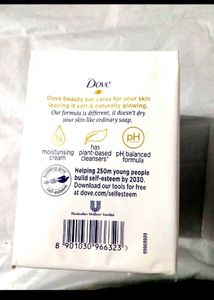 Dove
Dove beauty bar cares for your skin
leaving it soft & naturally glowing.
Our formula is different, it doesn't dry
your skin like ordinary soap.
¼
moisturising
cream
has
plant-based
cleansers*
pH
pH balanced
formula
Helping 250m young people
build self-esteem by 2030.
Download our tools for free
at dove.com/selfesteem
Hindustan Unilever Limited
8 901030 966323 >